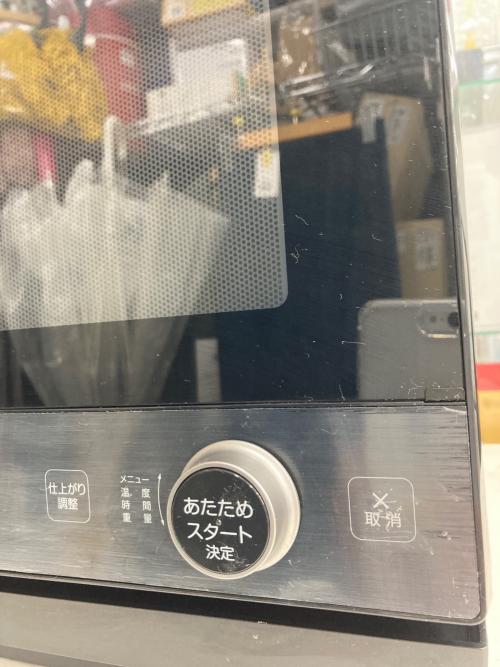 仕上がり
調整
メニュー
温度
時間
重量
あたため
スタート
決定
取消